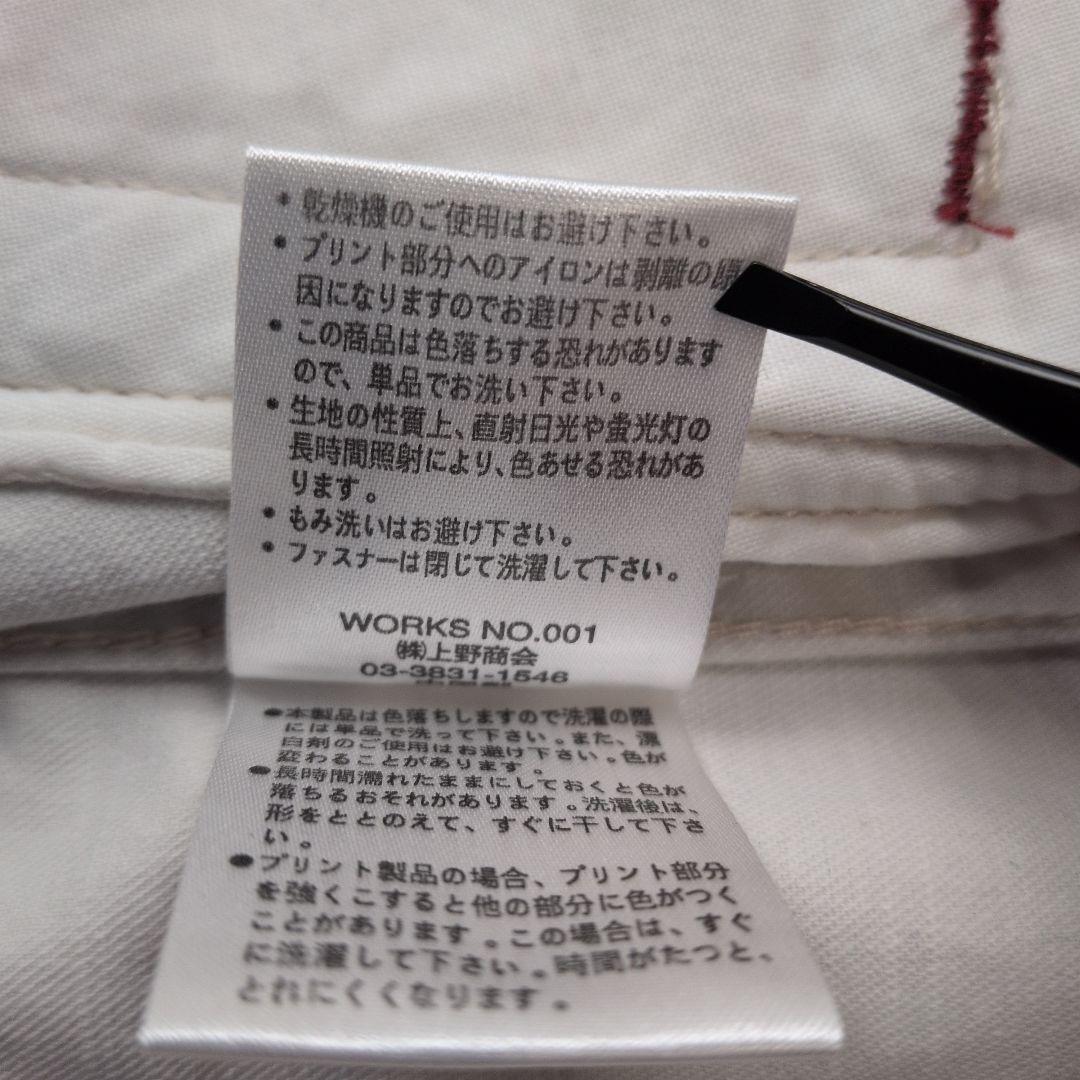 ・乾燥機のご使用はお避け下さい。
・プリント部分へのアイロンは剥離の
因になりますのでお避け下さい。
・この商品は色落ちする恐れがあります
ので、単品でお洗い下さい。
・生地の性質上、直射日光や蛍光灯の
長時間照射により、色あせる恐れがあ
ります。
・もみ洗いはお避け下さい。
・ファスナーは閉じて洗濯して下さい。
WORKS NO.001
㈱上野商会
03-3831-1546
●本製品は色落ちしますので洗濯の際
には単品で洗って下さい。また、漂
白剤のご使用はお避け下さい。色が
変わることがあります。
●長時間濡れたままにしておくと色が
落ちるおそれがあります。洗濯後は、
形をととのえて、すぐに干して下さ
い。
●プリント製品の場合、プリント部分
を強くこすると他の部分に色がつく
ことがあります。この場合は、すぐ
に洗濯して下さい。時間がたつと、
とれにくくなります。